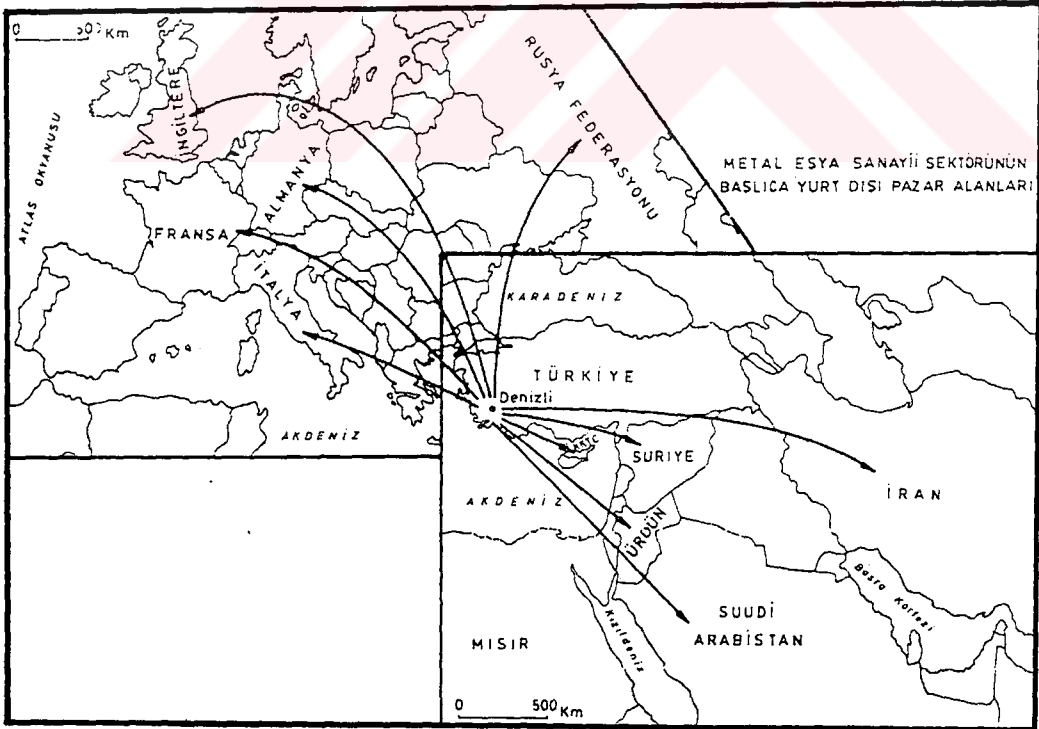 0 50? Km
ATLAS OKYANUSU
İNGİLTERE
ALMANYA
FRANSA
İTALYA
AKDENİZ
RUSYA FEDERASYONU
METAL EŞYA SANAYİİ SEKTÖRÜNÜN
BAŞLICA YURT DIŞI PAZAR ALANLARI
KARADENİZ
TÜRKİYE
Denizli
KKTC
SURİYE
İRAN
AKDENİZ
ÜRDÜN
SUUDİ
ARABİSTAN
MISIR
Kızıldeniz
Basra Körfezi
0 500 Km